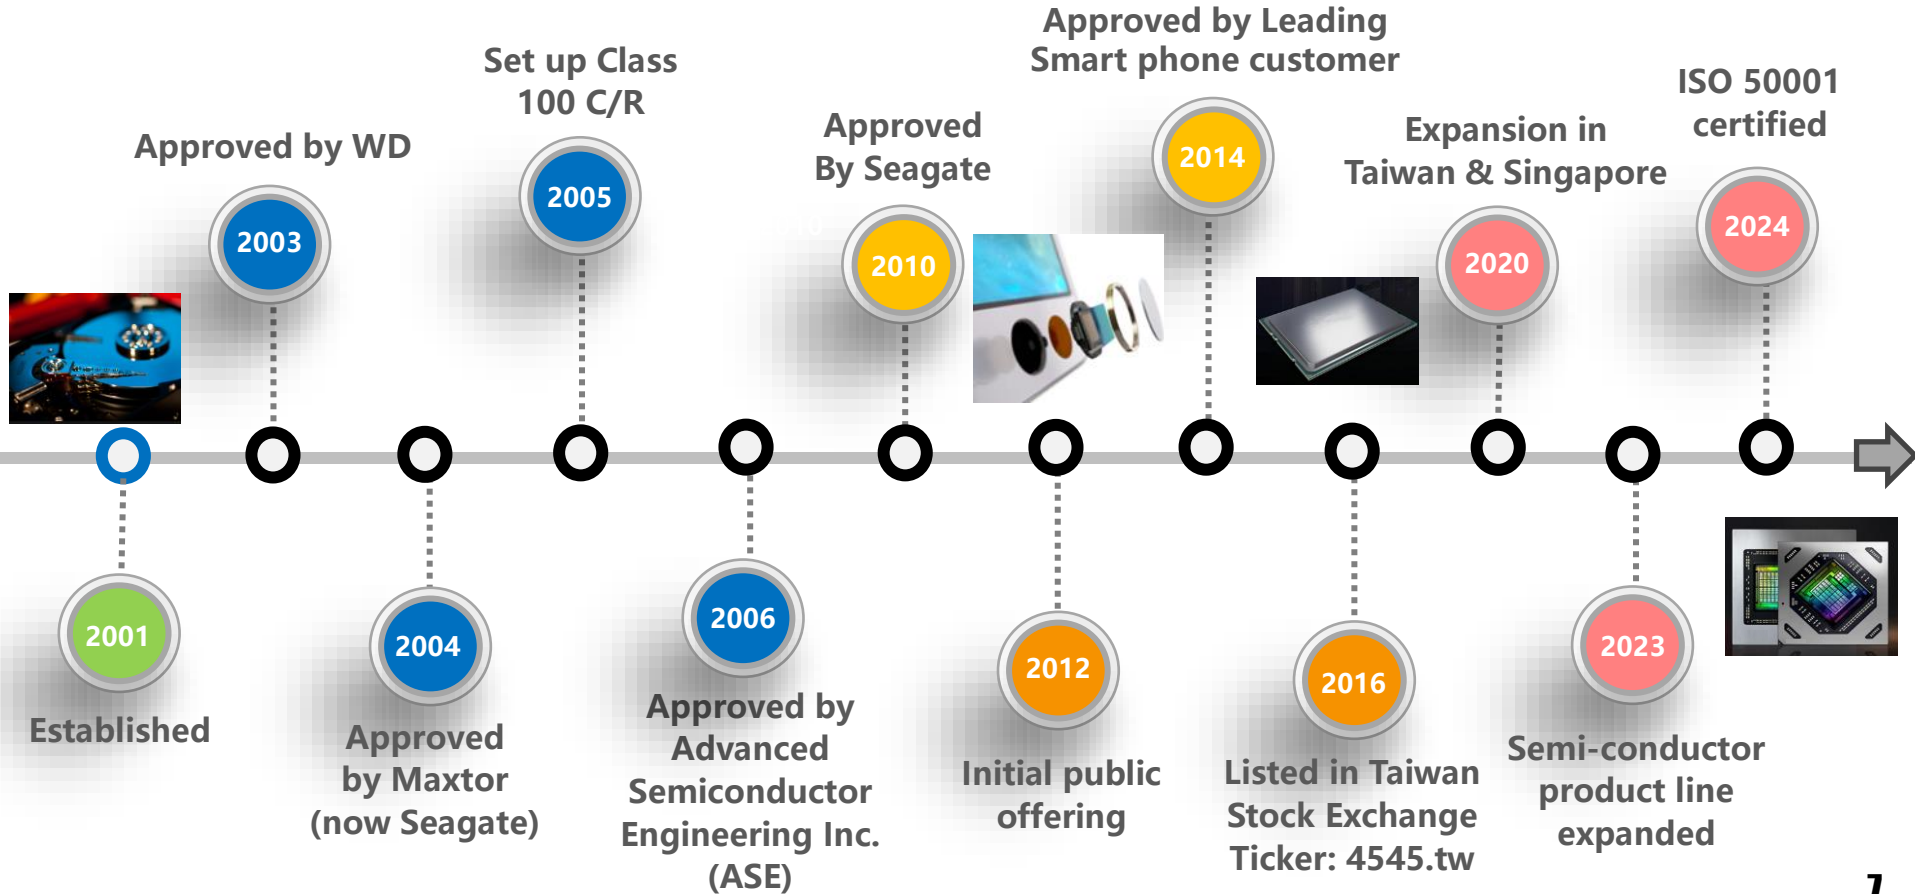 Approved by WD
2003
Set up Class
100 C/R
2005
Approved
By Seagate
2010
Approved by Leading
Smart phone customer
2014
Expansion in
Taiwan & Singapore
2020
ISO 50001
certified
2024
2001
Established
2004
Approved
by Maxtor
(now Seagate)
2006
Approved by
Advanced
Semiconductor
Engineering Inc.
(ASE)
2012
Initial public
offering
2016
Listed in Taiwan
Stock Exchange
Ticker: 4545.tw
2023
Semi-conductor
product line
expanded
7